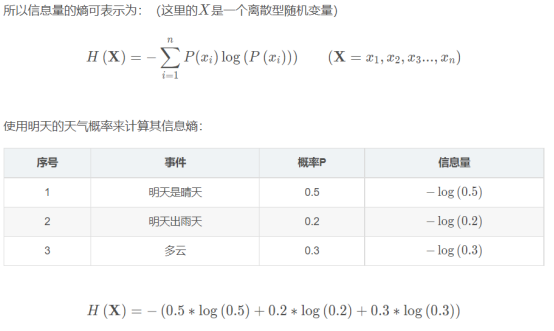 所以信息量的熵可表示为：（这里的X是一个离散型随机变量）
H (X) = − ∑_{i=1}^{n} P(x_i) log (P (x_i)))  (X = x_1, x_2, x_3..., x_n)
使用明天的天气概率来计算其信息熵：
序号 事件 概率P 信息量
1 明天是晴天 0.5 − log (0.5)
2 明天出雨天 0.2 − log (0.2)
3 多云 0.3 − log (0.3)
H (X) = − (0.5 ∗ log (0.5) + 0.2 ∗ log (0.2) + 0.3 ∗ log (0.3))